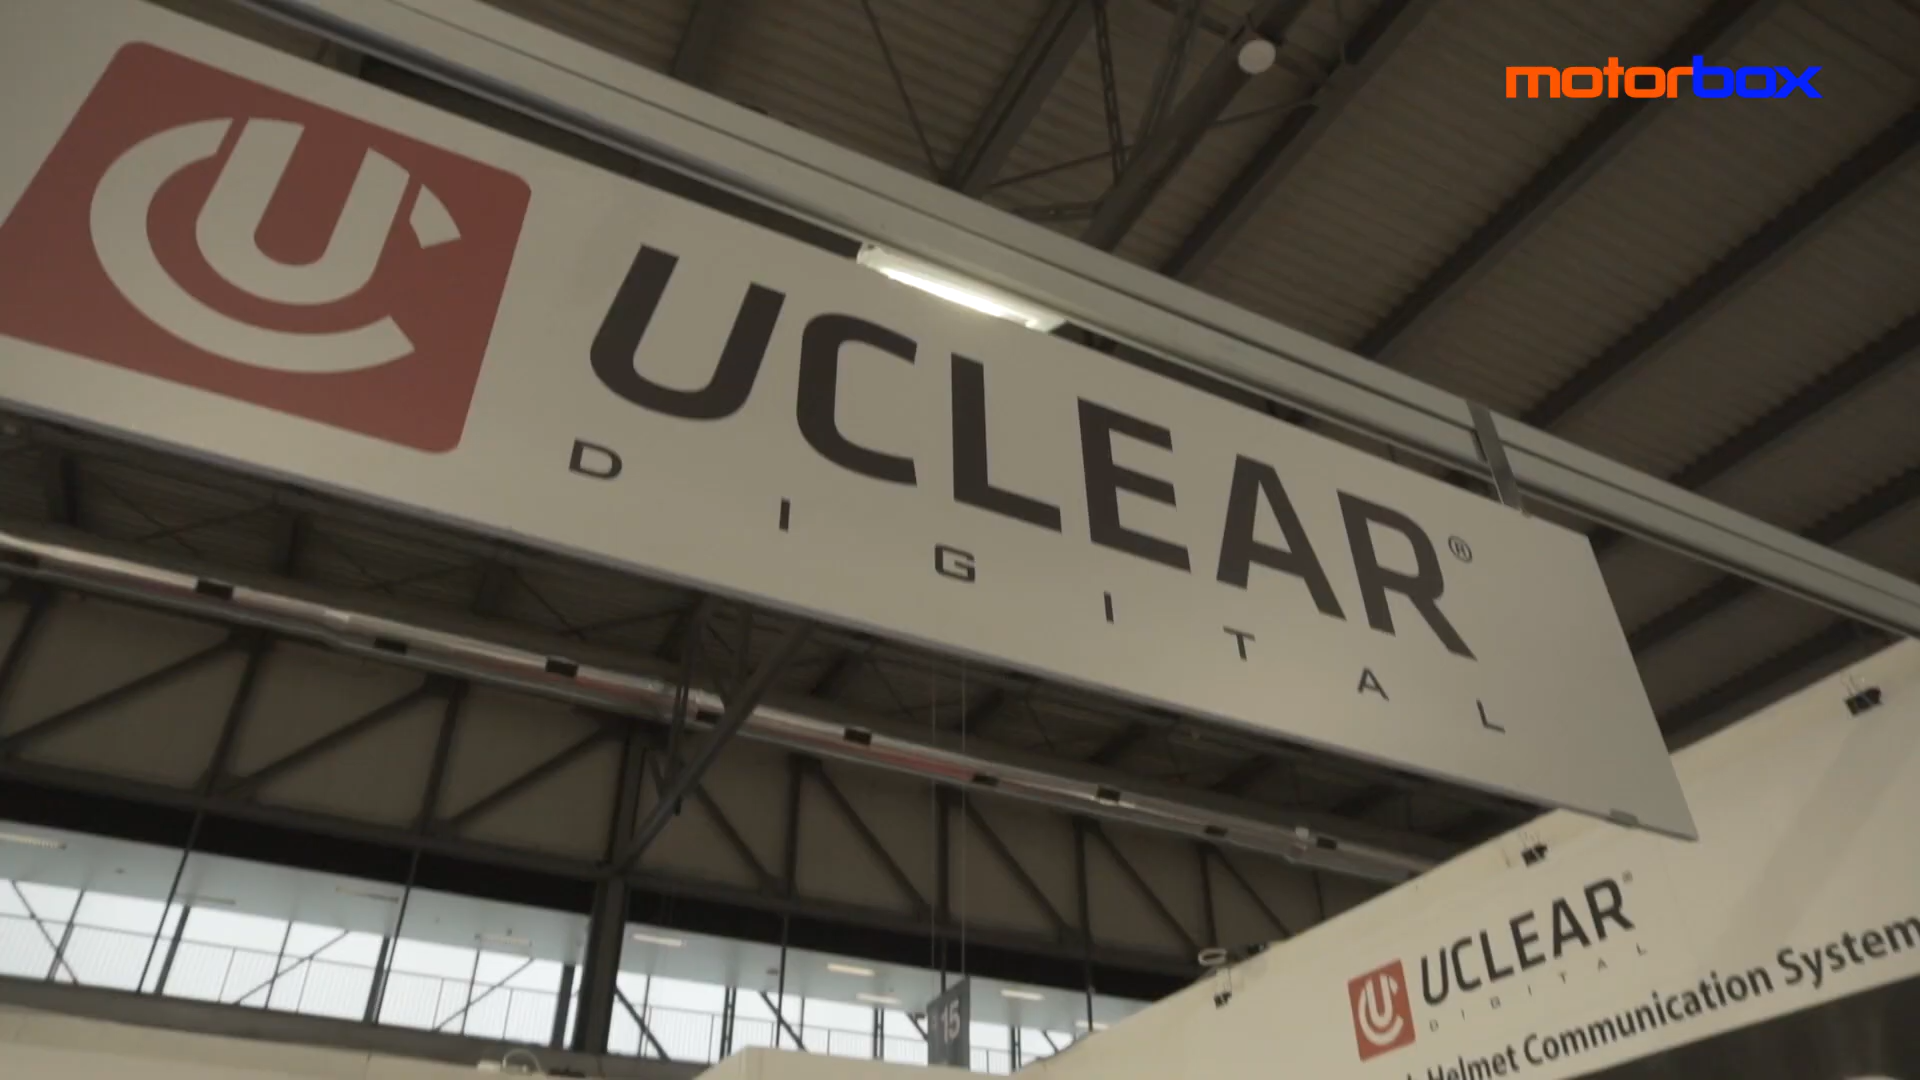 motorbox
UCLEAR®
DIGITAL
15
UCLEAR®
DIGITAL
Helmet Communication System